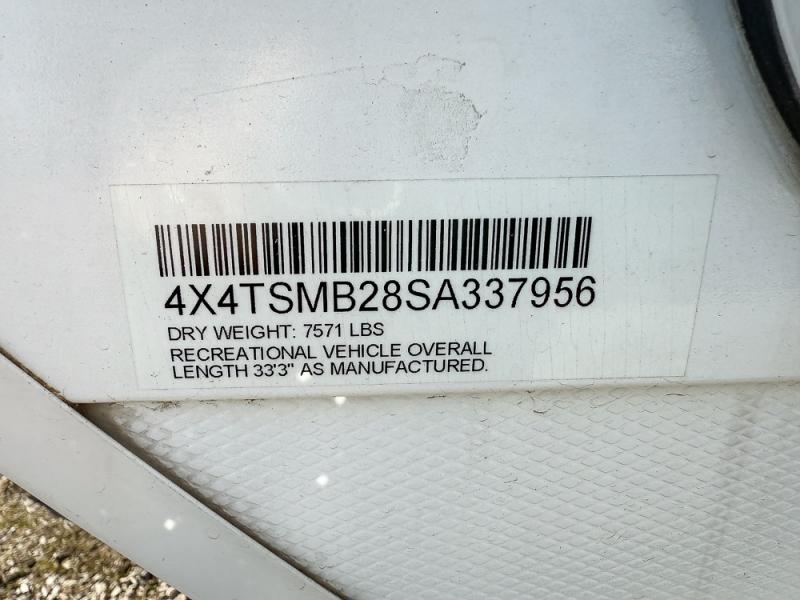 4X4TSMB28SA337956
DRY WEIGHT: 7571 LBS
RECREATIONAL VEHICLE OVERALL
LENGTH 33'3" AS MANUFACTURED.